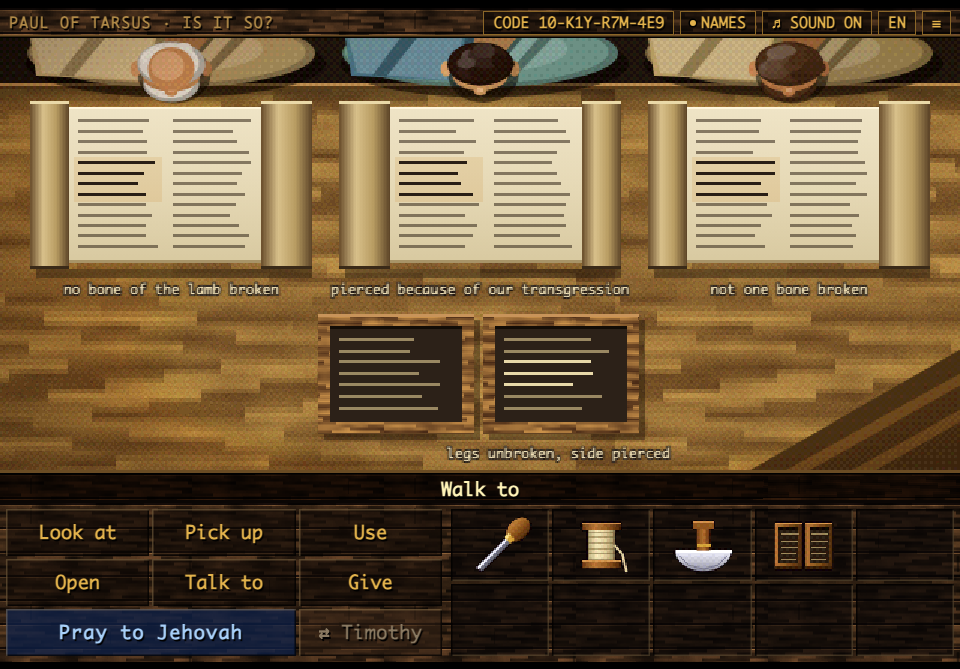 PAUL OF TARSUS · IS IT SO?
CODE 10-K1Y-R7M-4E9
• NAMES
♬ SOUND ON
EN
≡
no bone of the lamb broken
pierced because of our transgression
not one bone broken
legs unbroken, side pierced
Walk to
Look at
Pick up
Use
Open
Talk to
Give
Pray to Jehovah
⇄ Timothy